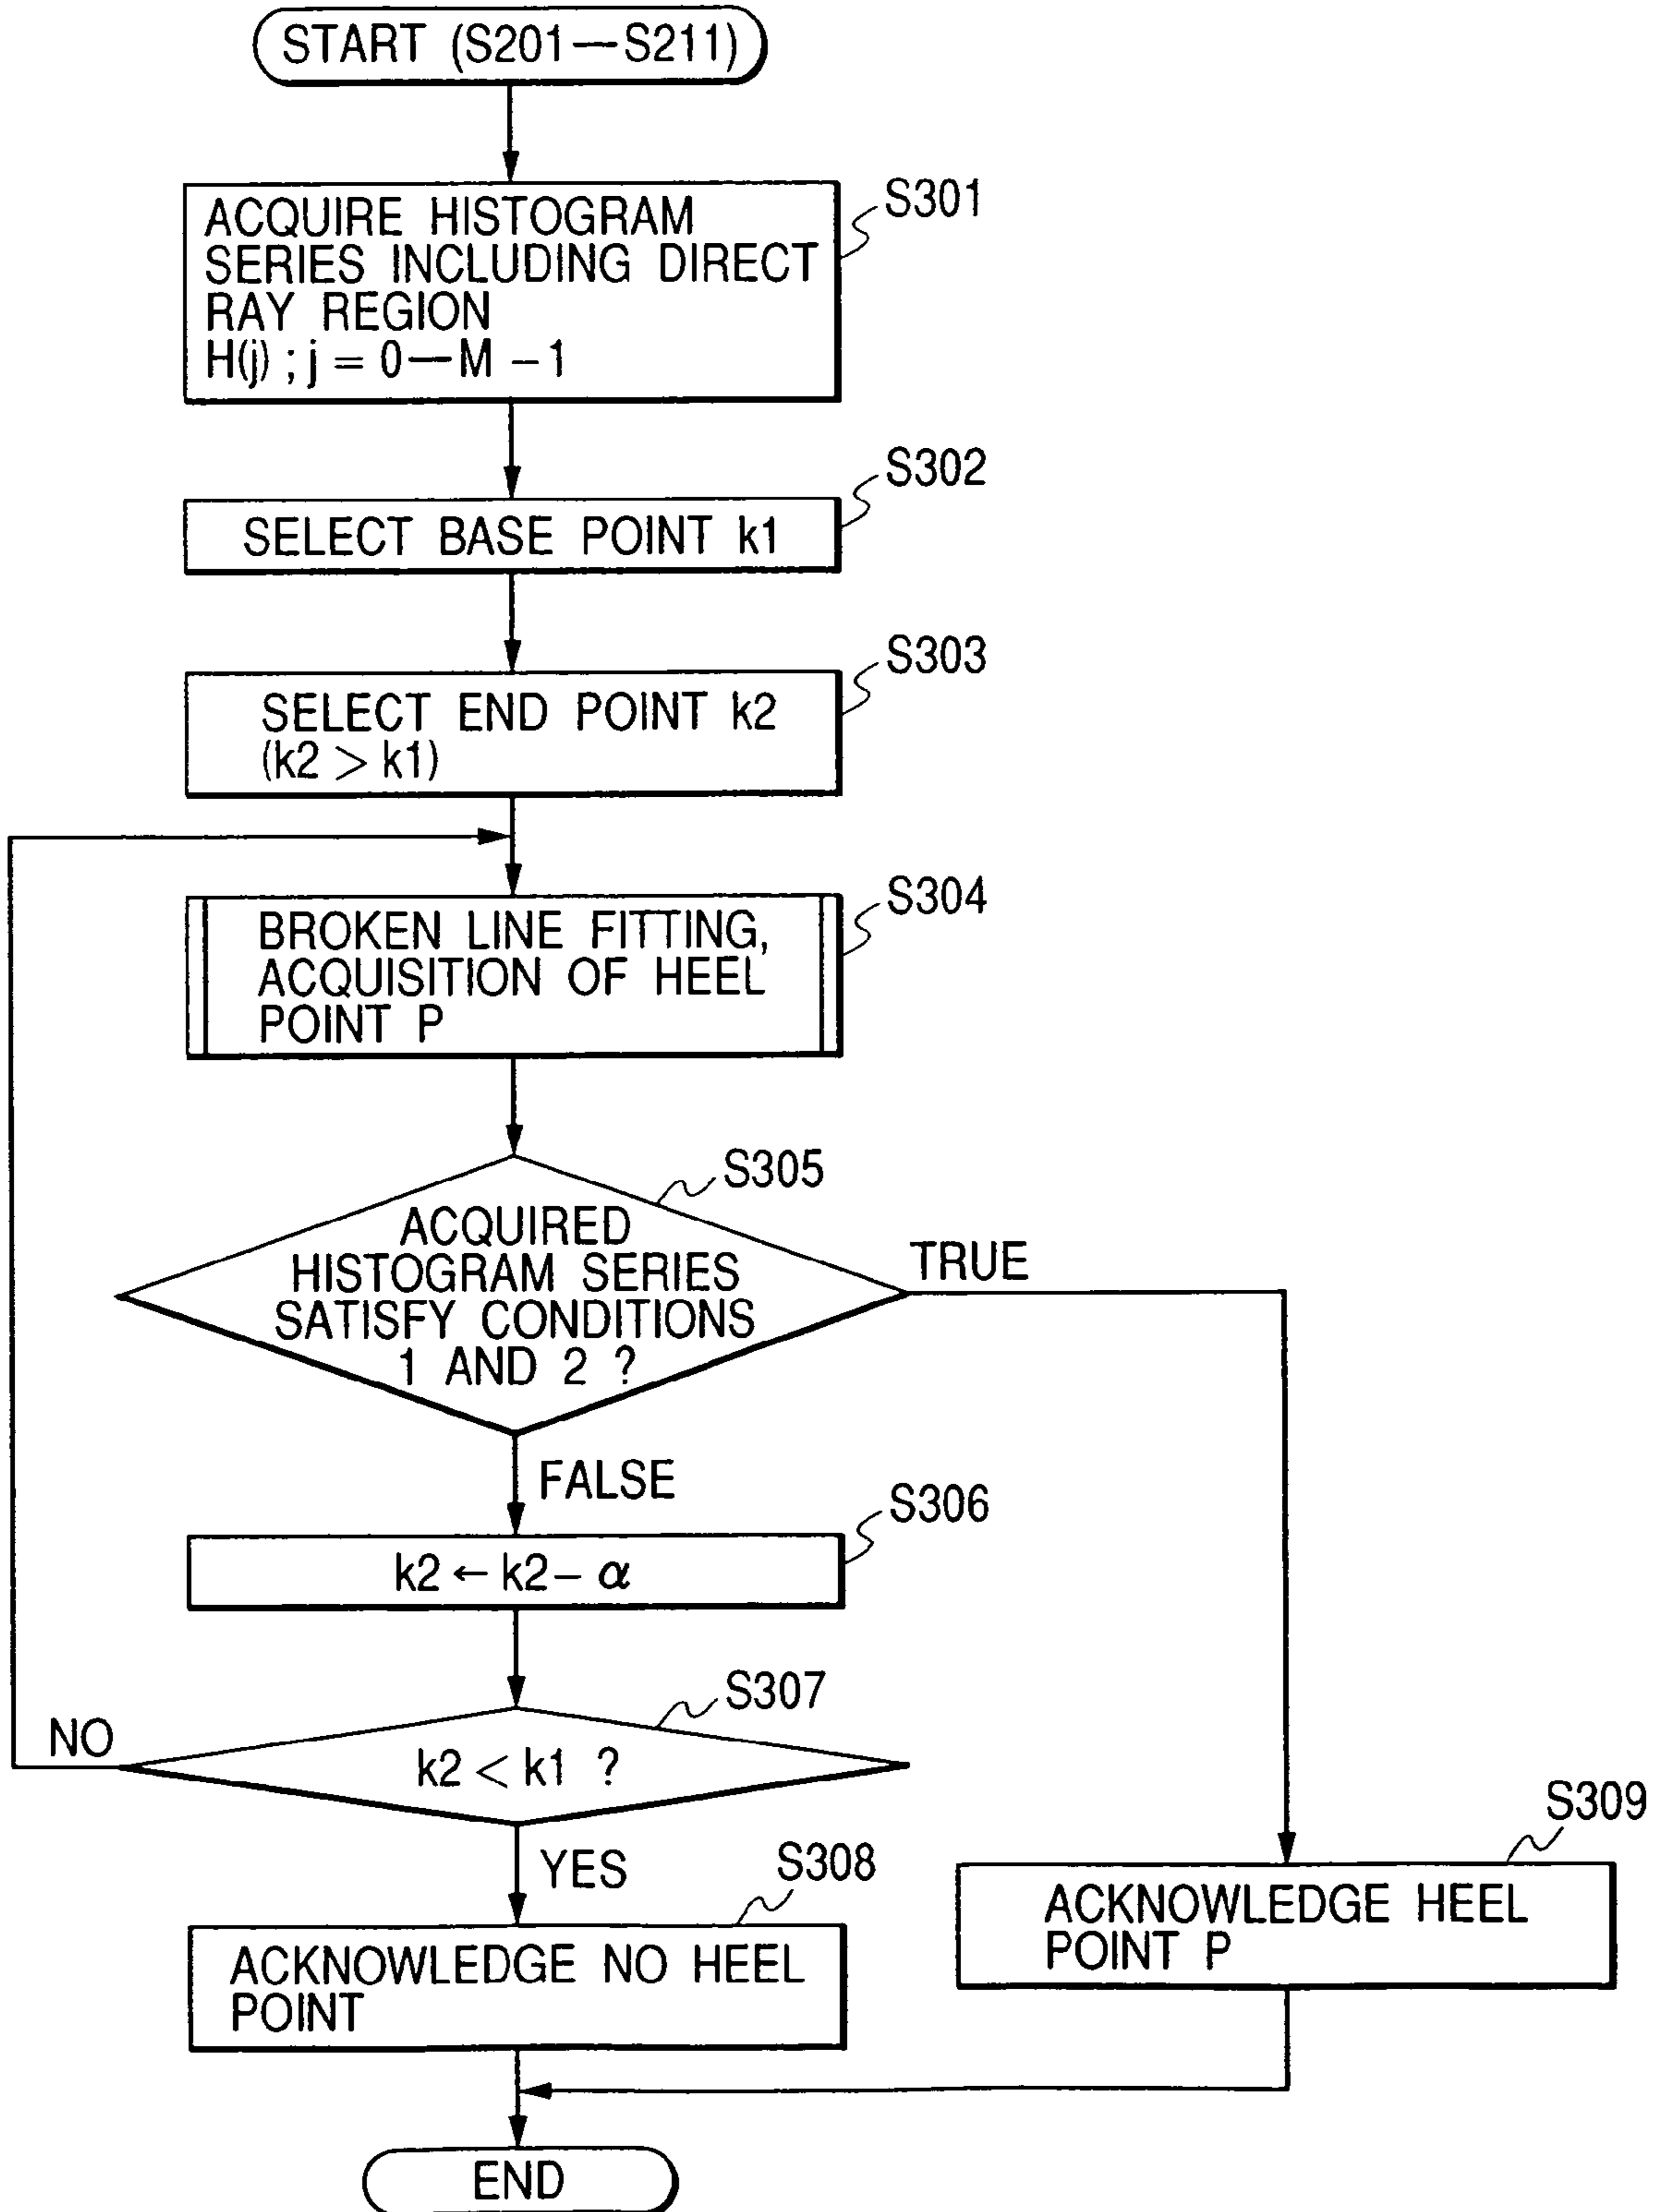 START (S201—S211)
S301
ACQUIRE HISTOGRAM
SERIES INCLUDING DIRECT
RAY REGION
H(j) ; j = 0—M – 1
S302
SELECT BASE POINT k1
S303
SELECT END POINT k2
(k2 > k1)
S304
BROKEN LINE FITTING,
ACQUISITION OF HEEL
POINT P
S305
ACQUIRED
HISTOGRAM SERIES
SATISFY CONDITIONS
1 AND 2 ?
TRUE
FALSE
S306
k2 ← k2 – α
S307
k2 < k1 ?
NO
YES
S308
ACKNOWLEDGE NO HEEL
POINT
S309
ACKNOWLEDGE HEEL
POINT P
END